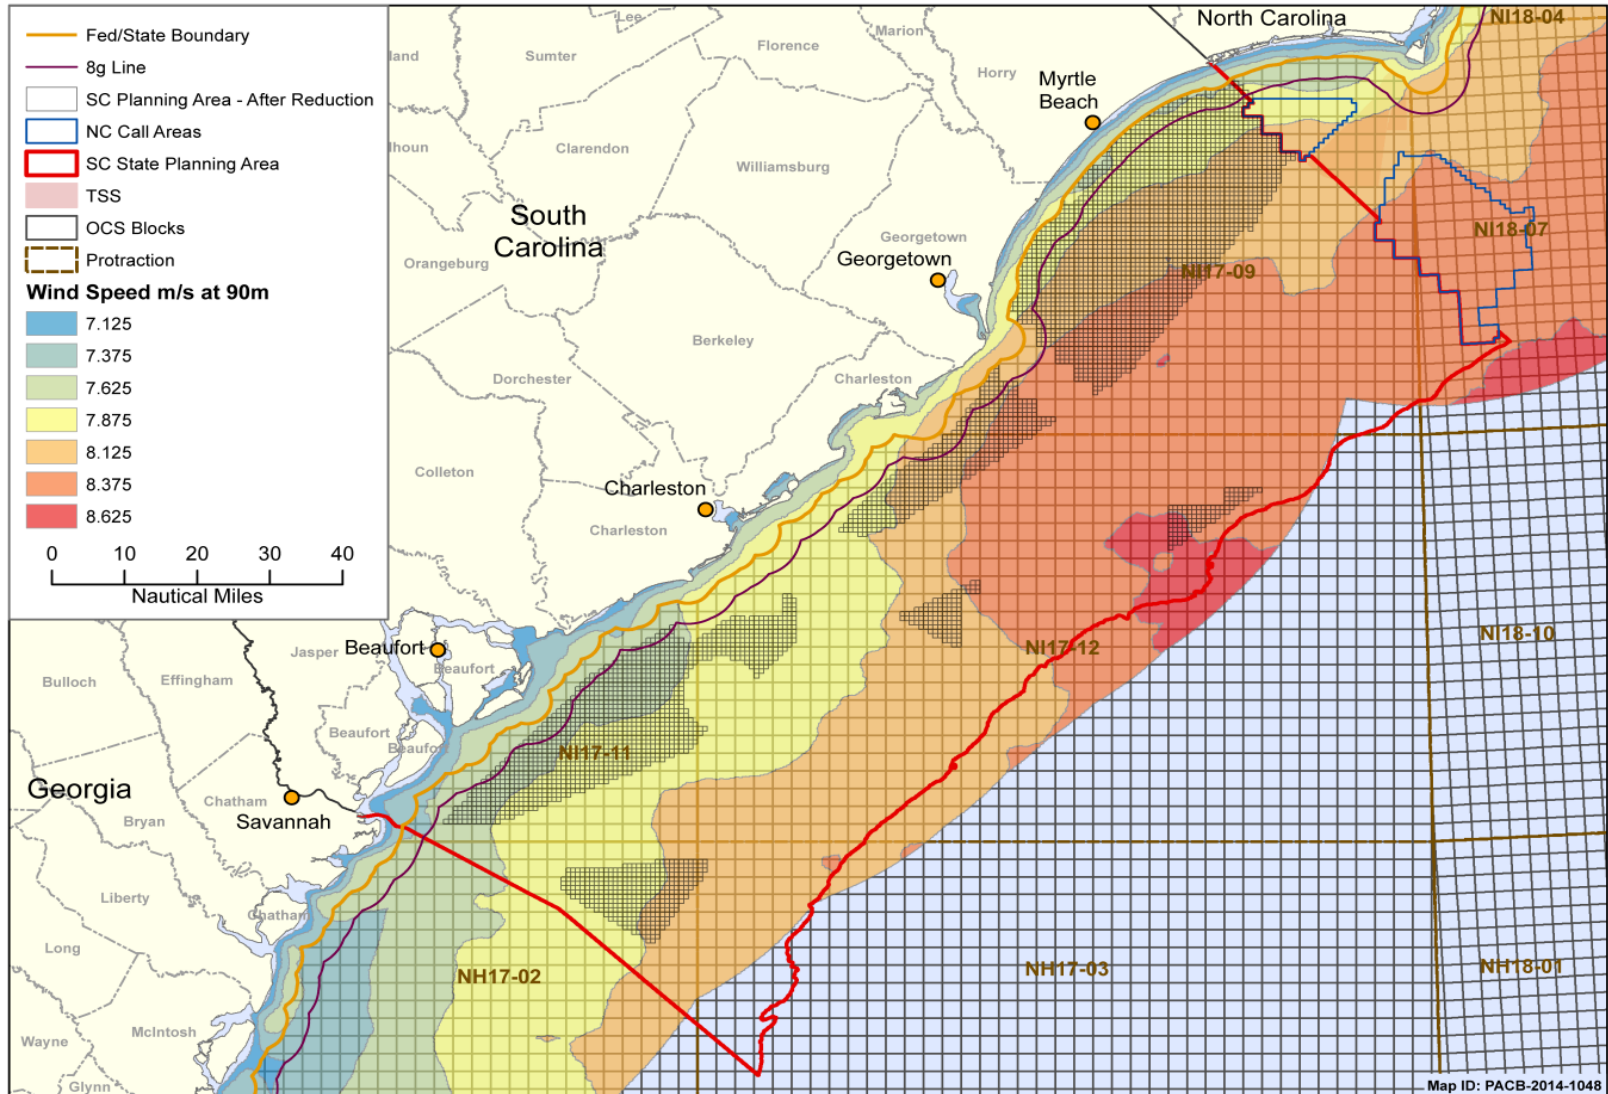 Fed/State Boundary
8g Line
SC Planning Area - After Reduction
NC Call Areas
SC State Planning Area
TSS
OCS Blocks
Protraction
Wind Speed m/s at 90m
7.125
7.375
7.625
7.875
8.125
8.375
8.625
0 10 20 30 40
Nautical Miles
Lee
Marion
North Carolina
NI18-04
land
Sumter
Florence
Horry
Myrtle
Beach
lhoun
Clarendon
Williamsburg
South
Carolina
Georgetown
Georgetown
Orangeburg
NI18-07
NI17-09
Berkeley
Dorchester
Charleston
Colleton
Charleston
Charleston
Beaufort
Jasper
Beaufort
Bulloch
Effingham
NI17-12
NI18-10
Beaufort
Beaufor
NI17-11
Georgia
Chatham
Savannah
Bryan
Liberty
Chatham
Long
NH17-02
NH17-03
NH18-01
McIntosh
Wayne
Glynn
Map ID: PACB-2014-1048